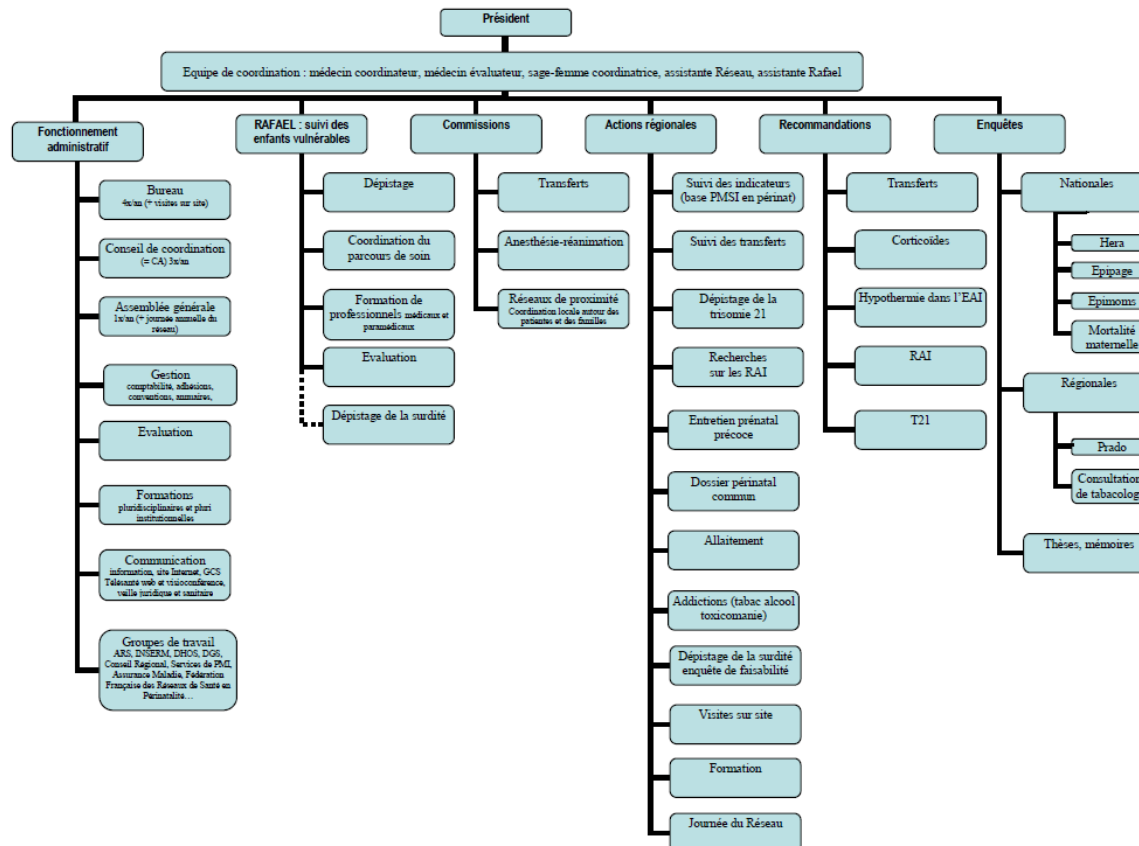 Président
Equipe de coordination : médecin coordinateur, médecin évaluateur, sage-femme coordinatrice, assistante Réseau, assistante Rafael
Fonctionnement
administratif
Bureau
4x/an (+ visites sur site)
Conseil de coordination
(= CA) 3x/an
Assemblée générale
1x/an (+ journée annuelle du
réseau)
Gestion
comptabilité, adhésions,
conventions, annuaires,
Evaluation
Formations
pluridisciplinaires et pluri
institutionnelles
Communication
information, site Internet, GCS
Télésanté web et visioconférence,
veille juridique et sanitaire
Groupes de travail
ARS, INSERM, DHOS, DGS,
Conseil Régional, Services de PMI,
Assurance Maladie, Fédération
Française des Réseaux de Santé en
Périnatalité…
RAFAEL : suivi des
enfants vulnérables
Dépistage
Coordination du
parcours de soin
Formation de
professionnels médicaux et
paramédicaux
Evaluation
Dépistage de la surdité
Commissions
Transferts
Anesthésie-réanimation
Réseaux de proximité
Coordination locale autour des
patientes et des familles
Actions régionales
Suivi des indicateurs
(base PMSI en périnat)
Suivi des transferts
Dépistage de la
trisomie 21
Recherches
sur les RAI
Entretien prénatal
précoce
Dossier périnatal
commun
Allaitement
Addictions (tabac alcool
toxicomanie)
Dépistage de la surdité
enquête de faisabilité
Visites sur site
Formation
Journée du Réseau
Recommandations
Transferts
Corticoïdes
Hypothermie dans l'EAI
RAI
T21
Enquêtes
Nationales
Hera
Epipage
Epimoms
Mortalité
maternelle
Régionales
Prado
Consultation
de tabacolog
Thèses, mémoires